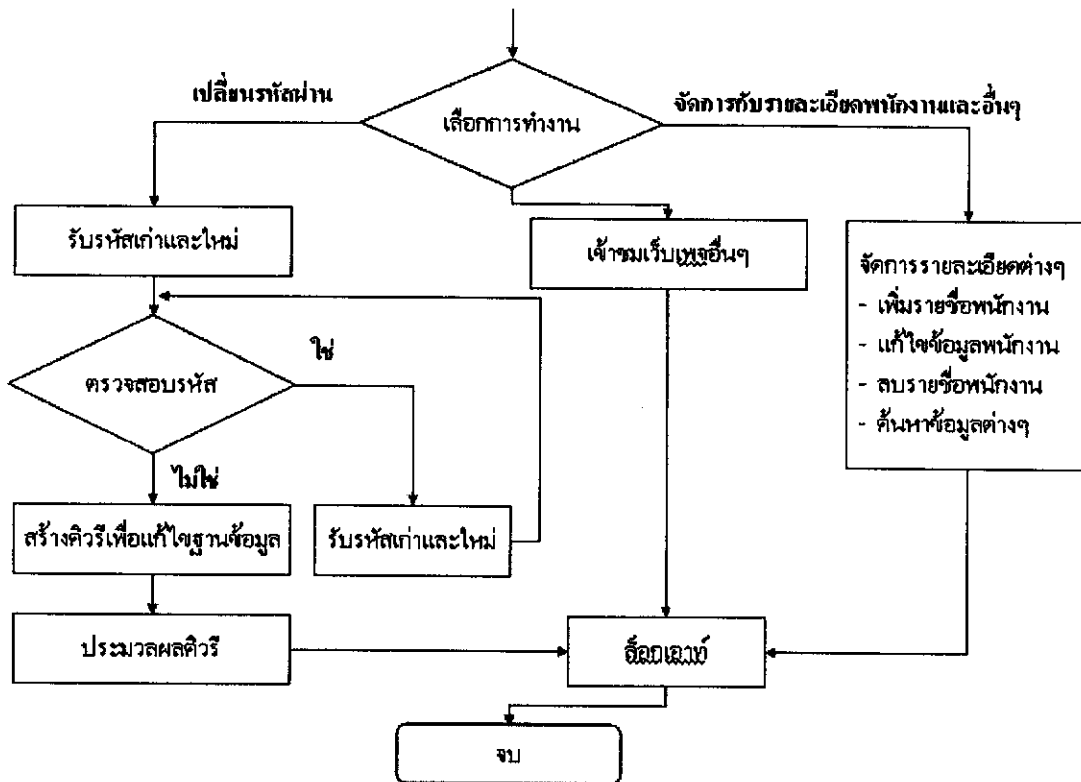 เปลี่ยนรหัสผ่าน
จัดการกับรายละเอียดพนักงานและอื่นๆ
เลือกการทำงาน
รับรหัสเก่าและใหม่
เข้าชมเว็บเพจอื่นๆ
จัดการรายละเอียดต่างๆ
- เพิ่มรายชื่อพนักงาน
- แก้ไขข้อมูลพนักงาน
- ลบรายชื่อพนักงาน
- ค้นหาข้อมูลต่างๆ
ใช่
ตรวจสอบรหัส
ไม่ใช่
สร้างคิวรีเพื่อแก้ไขฐานข้อมูล
รับรหัสเก่าและใหม่
ประมวลผลคิวรี
ล็อกเอาท์
จบ